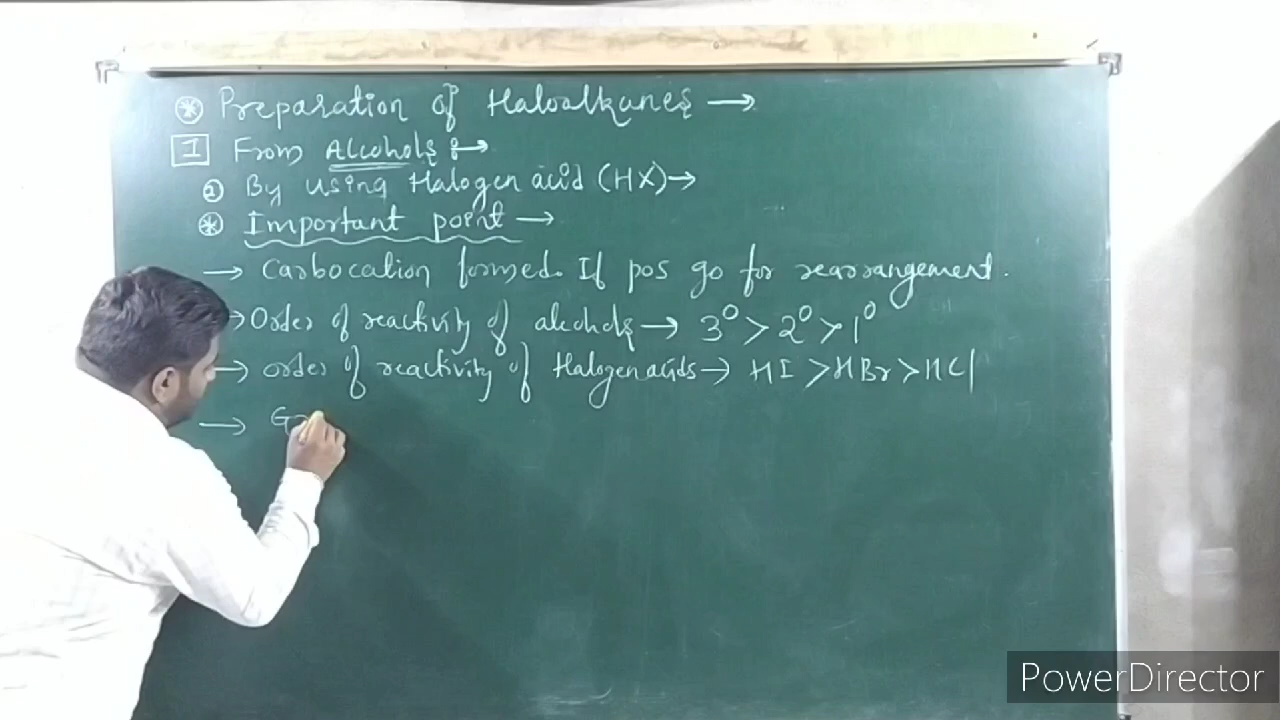 * Preparation of Haloalkanes →
1 From Alcohols :→
① By using Halogen acid (HX)→
* Important point →
→ Carbocation formed. If pos go for rearrangement.
→ Order of reactivity of alcohols → 3° > 2° > 1°
→ order of reactivity of Halogen acids → HI > HBr > HCl
→
PowerDirector